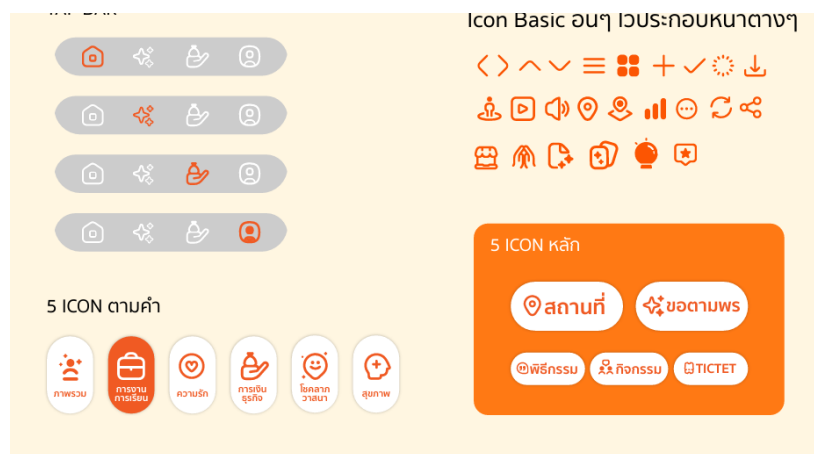 TAP BAR
Icon Basic อื่นๆ ไว้ประกอบหน้าต่างๆ
5 ICON หลัก
สถานที่
ขอตามพร
พิธีกรรม
กิจกรรม
TICTET
5 ICON ตามคำ
ภาพรวม
การงาน
การเรียน
ความรัก
การเงิน
ธุรกิจ
โชคลาภ
วาสนา
สุขภาพ